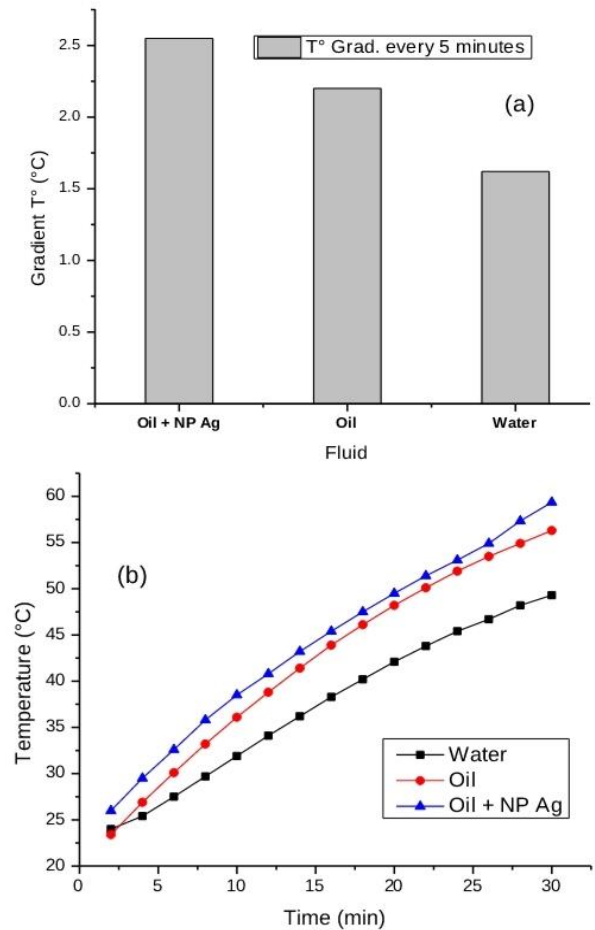 T° Grad. every 5 minutes
(a)
Gradient T° (°C)
2.5
2.0
1.5
1.0
0.5
0.0
Oil + NP Ag
Oil
Water
Fluid
(b)
Temperature (°C)
60
55
50
45
40
35
30
25
20
Water
Oil
Oil + NP Ag
0
5
10
15
20
25
30
Time (min)